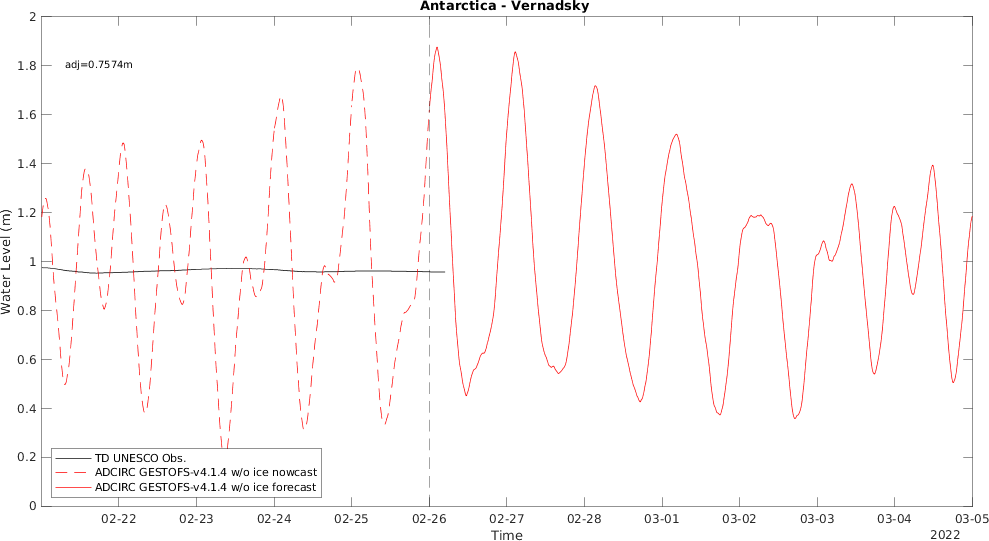 Antarctica - Vernadsky
2
1.8
1.6
1.4
1.2
1
0.8
0.6
0.4
0.2
0
Water Level (m)
adj=0.7574m
TD UNESCO Obs.
ADCIRC GESTOFS-v4.1.4 w/o ice nowcast
ADCIRC GESTOFS-v4.1.4 w/o ice forecast
02-22 02-23 02-24 02-25 02-26 02-27 02-28 03-01 03-02 03-03 03-04 03-05
Time
2022